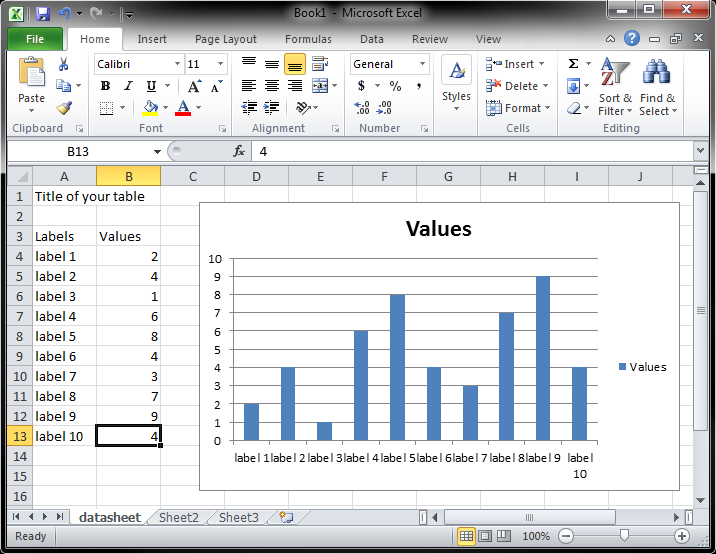 Book1 - Microsoft Excel
File Home Insert Page Layout Formulas Data Review View
Calibri 11 General Insert Σ
Paste B I U A A $ % , Styles Delete Sort & Filter Find & Select
A Format
Clipboard Font Alignment Number Cells Editing
B13 fx 4
A B C D E F G H I J
1 Title of your table
2
3 Labels Values
4 label 1 2
5 label 2 4
6 label 3 1
7 label 4 6
8 label 5 8
9 label 6 4
10 label 7 3
11 label 8 7
12 label 9 9
13 label 10 4
14
15
16
Values
10
9
8
7
6
5
4
3
2
1
0
label 1 label 2 label 3 label 4 label 5 label 6 label 7 label 8 label 9 label 10
Values
datasheet Sheet2 Sheet3
Ready 100%